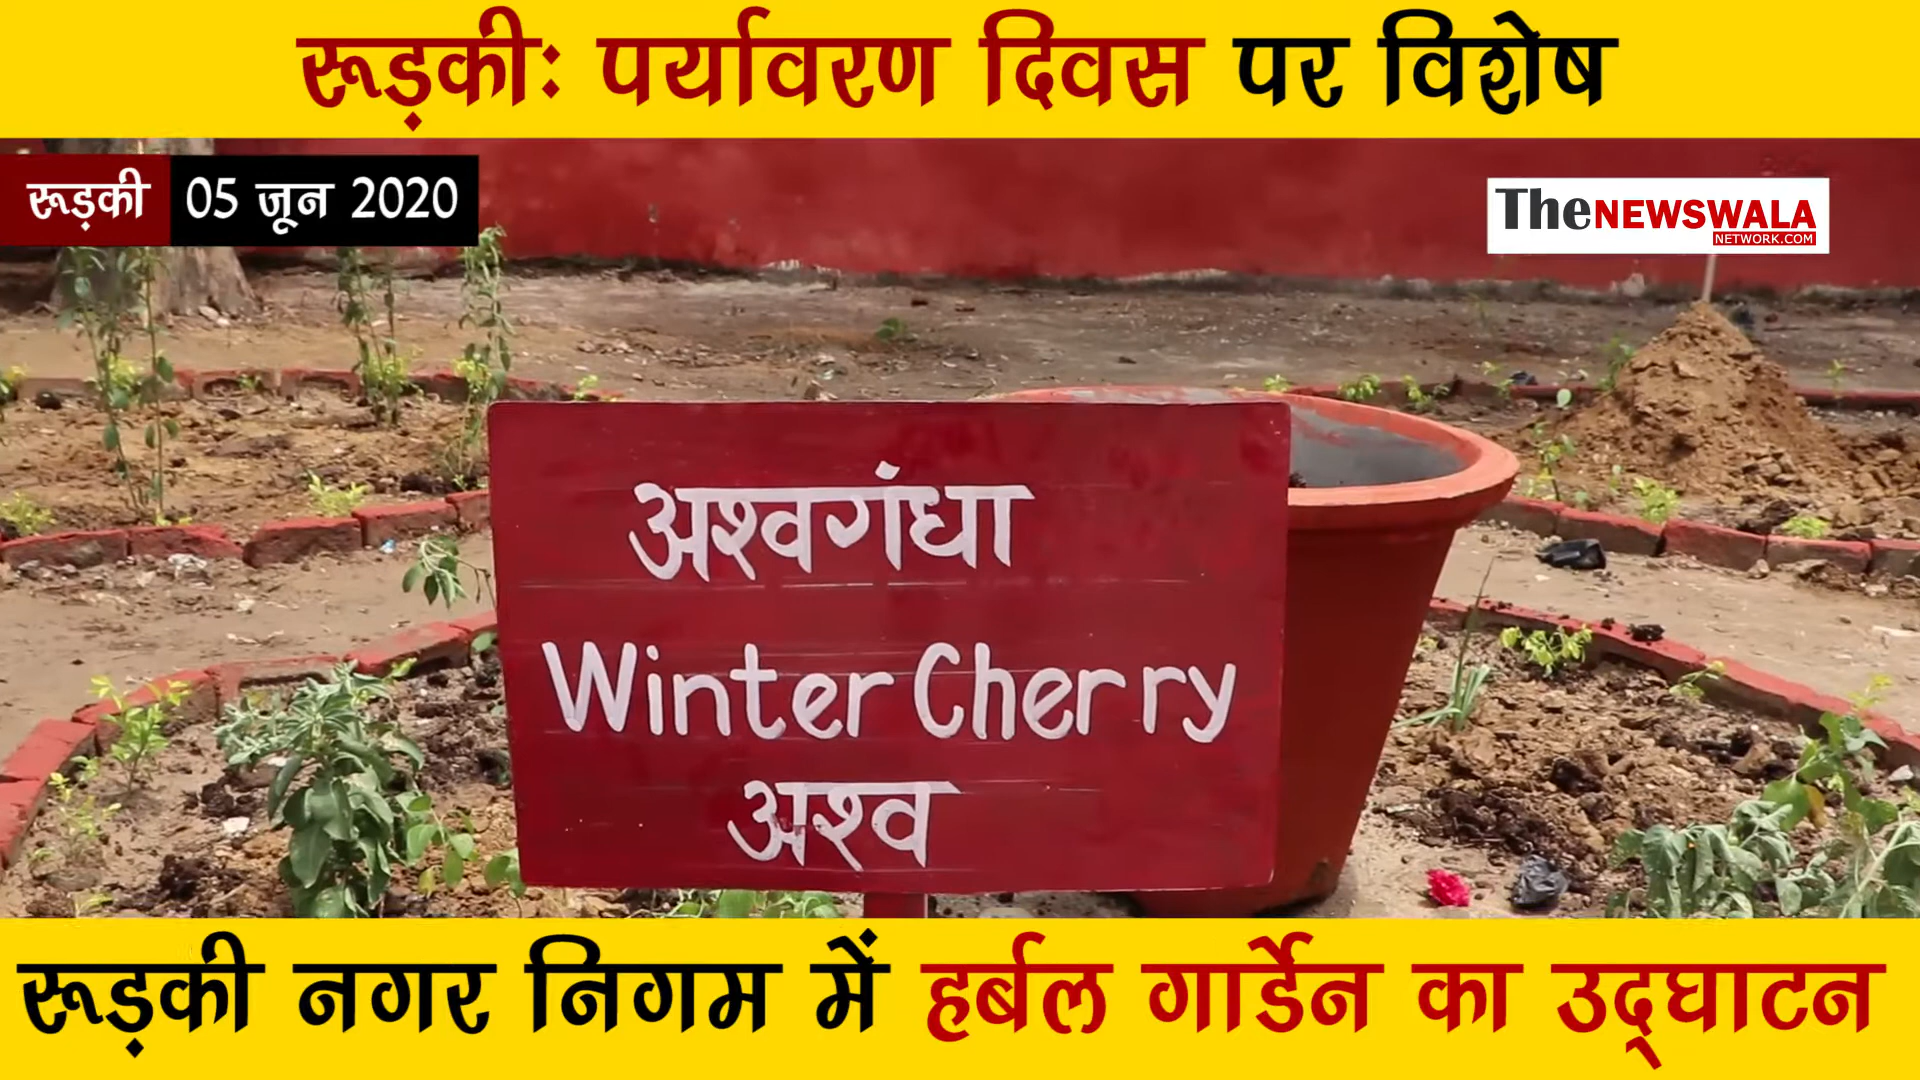 रूड़कीः पर्यावरण दिवस पर विशेष
रूड़की 05 जून 2020
TheNEWSWALA
NETWORK.COM
अश्वगंधा
Winter Cherry
अश्व
रूड़की नगर निगम में हर्बल गार्डेन का उद्घाटन